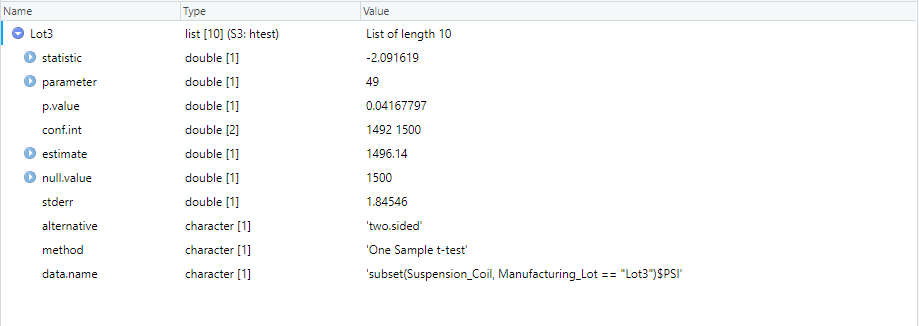 Name Type Value
Lot3 list [10] (S3: htest) List of length 10
statistic double [1] -2.091619
parameter double [1] 49
p.value double [1] 0.04167797
conf.int double [2] 1492 1500
estimate double [1] 1496.14
null.value double [1] 1500
stderr double [1] 1.84546
alternative character [1] 'two.sided'
method character [1] 'One Sample t-test'
data.name character [1] 'subset(Suspension_Coil, Manufacturing_Lot == "Lot3")$PSI'